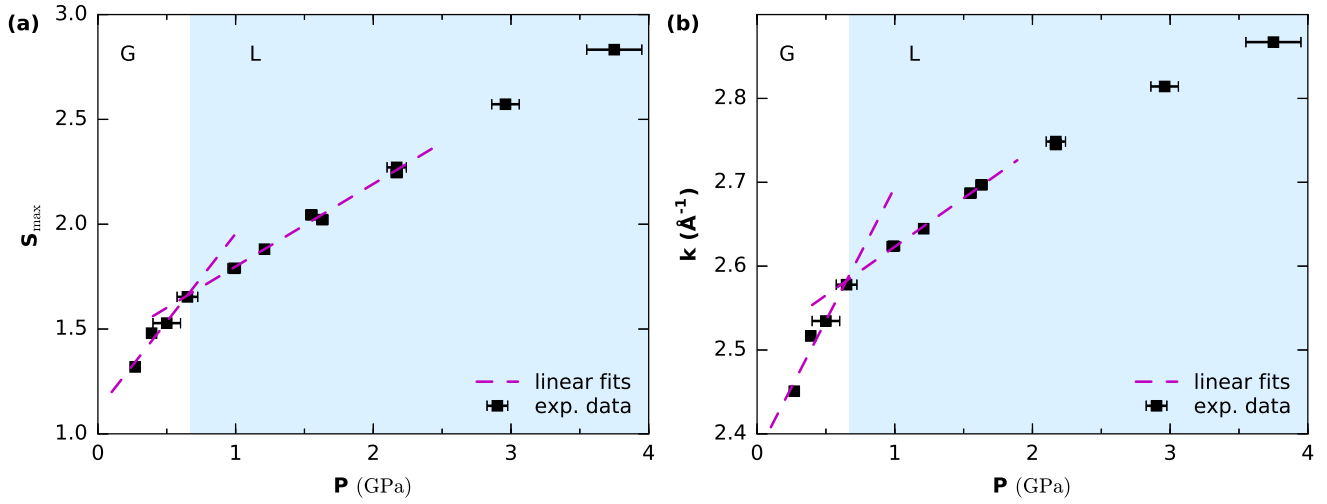 (a)
3.0
2.5
2.0
1.5
1.0
S_max
G
L
linear fits
exp. data
0 1 2 3 4
P (GPa)
(b)
2.8
2.7
2.6
2.5
2.4
k (Å⁻¹)
G
L
linear fits
exp. data
0 1 2 3 4
P (GPa)